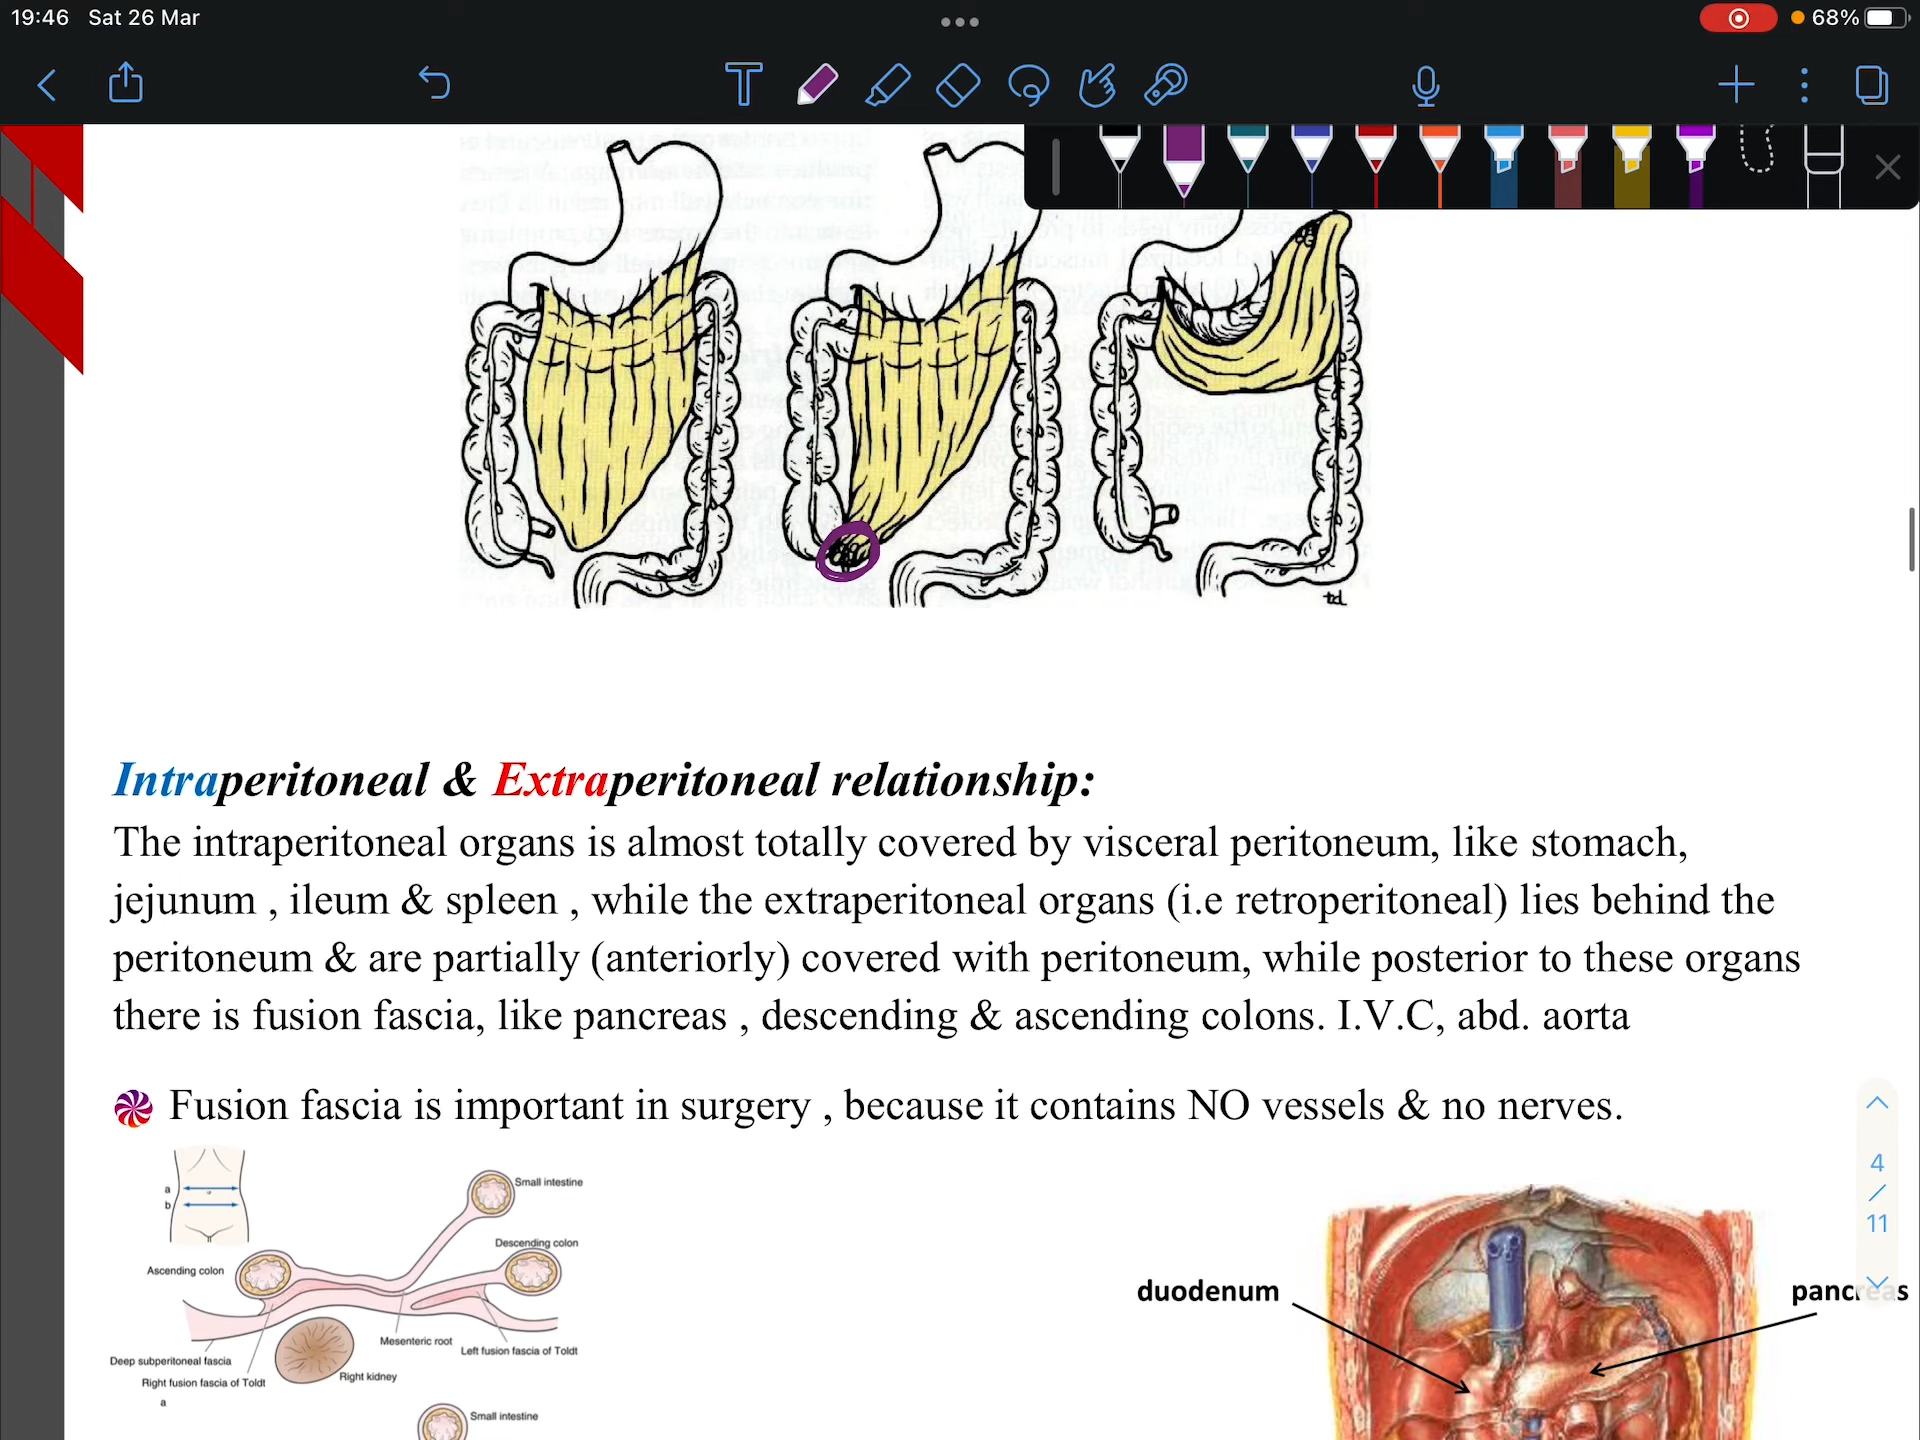 19:46 Sat 26 Mar
68%
td
Intraperitoneal & Extraperitoneal relationship:
The intraperitoneal organs is almost totally covered by visceral peritoneum, like stomach,
jejunum , ileum & spleen , while the extraperitoneal organs (i.e retroperitoneal) lies behind the
peritoneum & are partially (anteriorly) covered with peritoneum, while posterior to these organs
there is fusion fascia, like pancreas , descending & ascending colons. I.V.C, abd. aorta
Fusion fascia is important in surgery , because it contains NO vessels & no nerves.
a
b
Small intestine
Descending colon
Ascending colon
Mesenteric root
Left fusion fascia of Toldt
Deep subperitoneal fascia
Right fusion fascia of Toldt
Right kidney
a
Small intestine
duodenum
pancreas
4
/
11